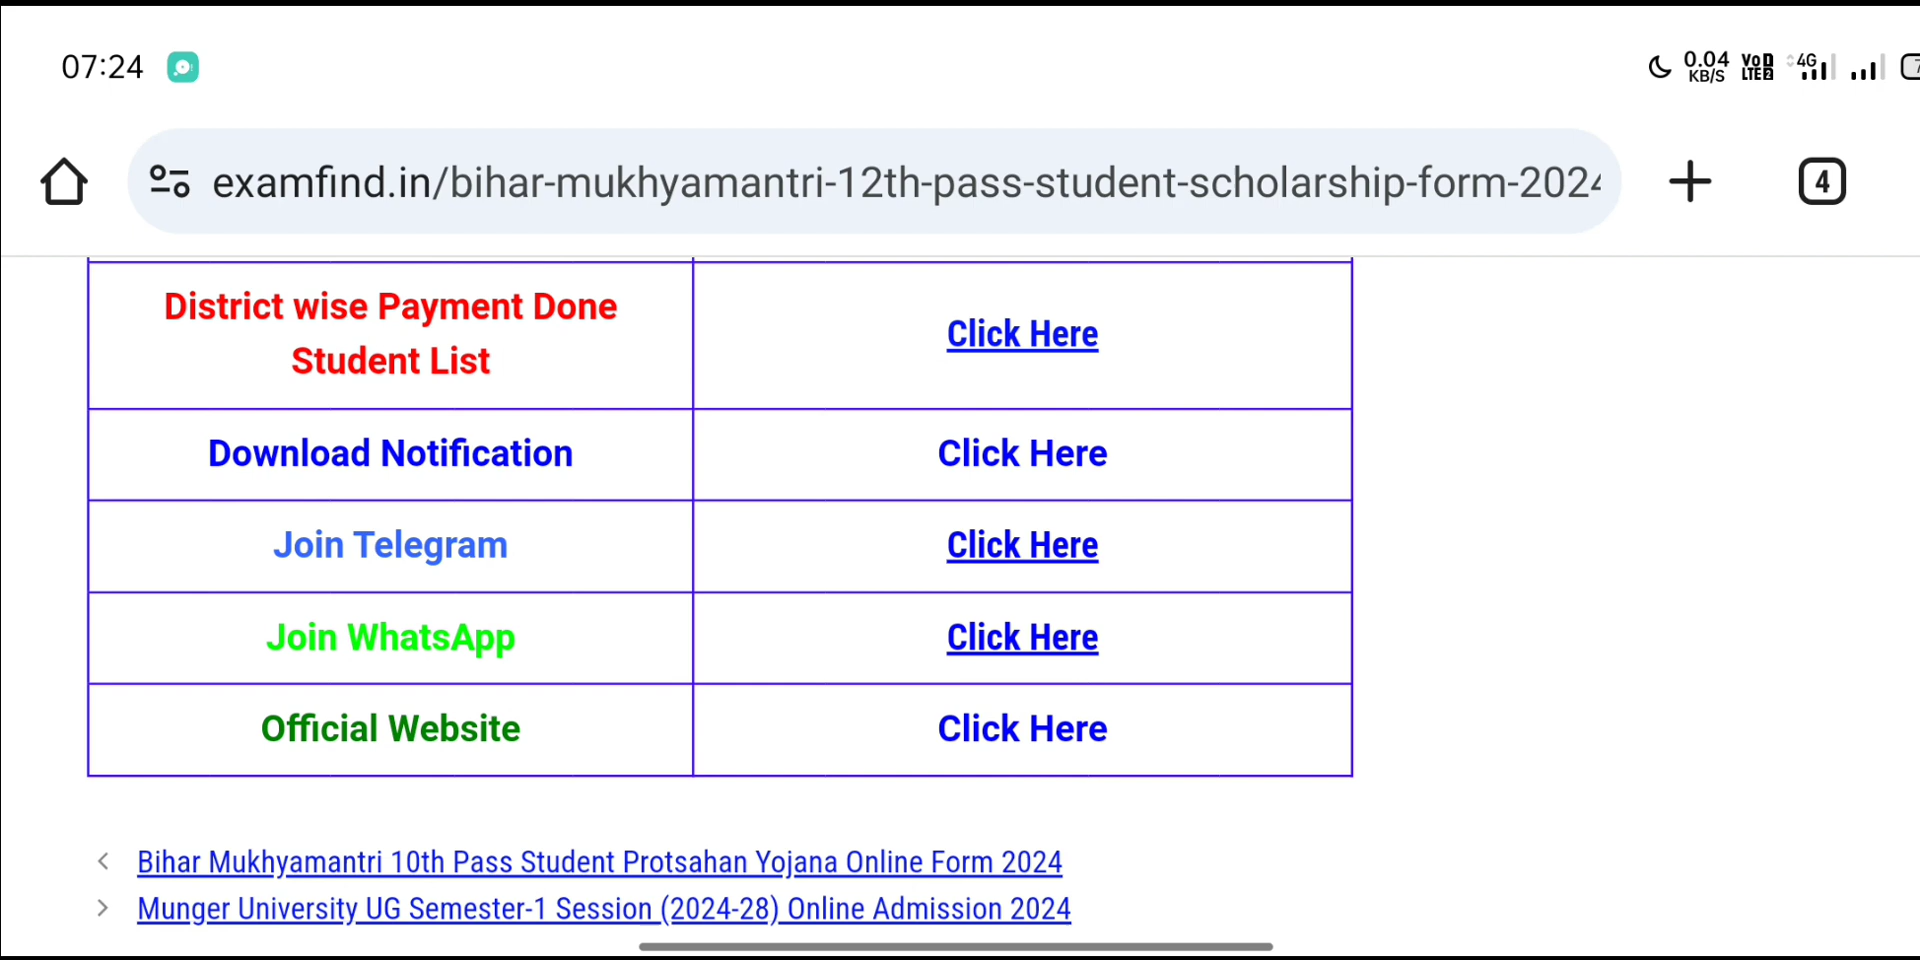 07:24
0.04 KB/S
VoD LTE2 4G
examfind.in/bihar-mukhyamantri-12th-pass-student-scholarship-form-202
4
District wise Payment Done Click Here
Student List
Download Notification Click Here
Join Telegram Click Here
Join WhatsApp Click Here
Official Website Click Here
Bihar Mukhyamantri 10th Pass Student Protsahan Yojana Online Form 2024
Munger University UG Semester-1 Session (2024-28) Online Admission 2024